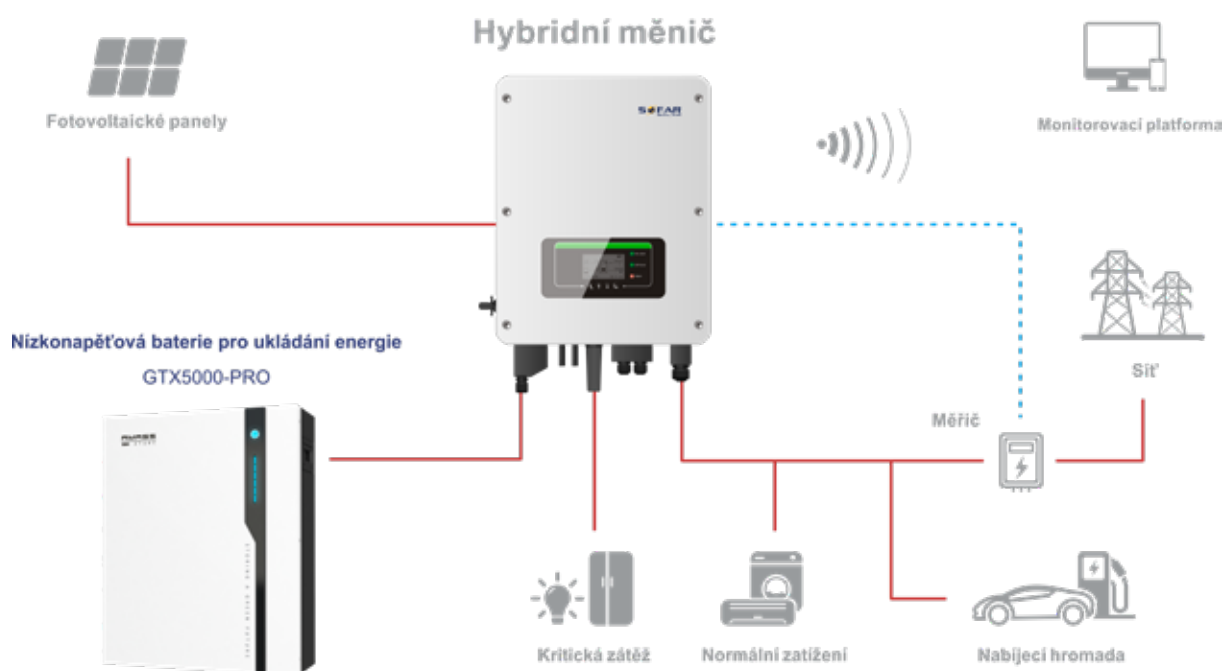 Hybridní měnič
SOFAR
Fotovoltaické panely
Monitorovací platforma
Nízkonapěťová baterie pro ukládání energie
GTX5000-PRO
Síť
Měřič
Kritická zátěž
Normální zatížení
Nabíjecí hromada